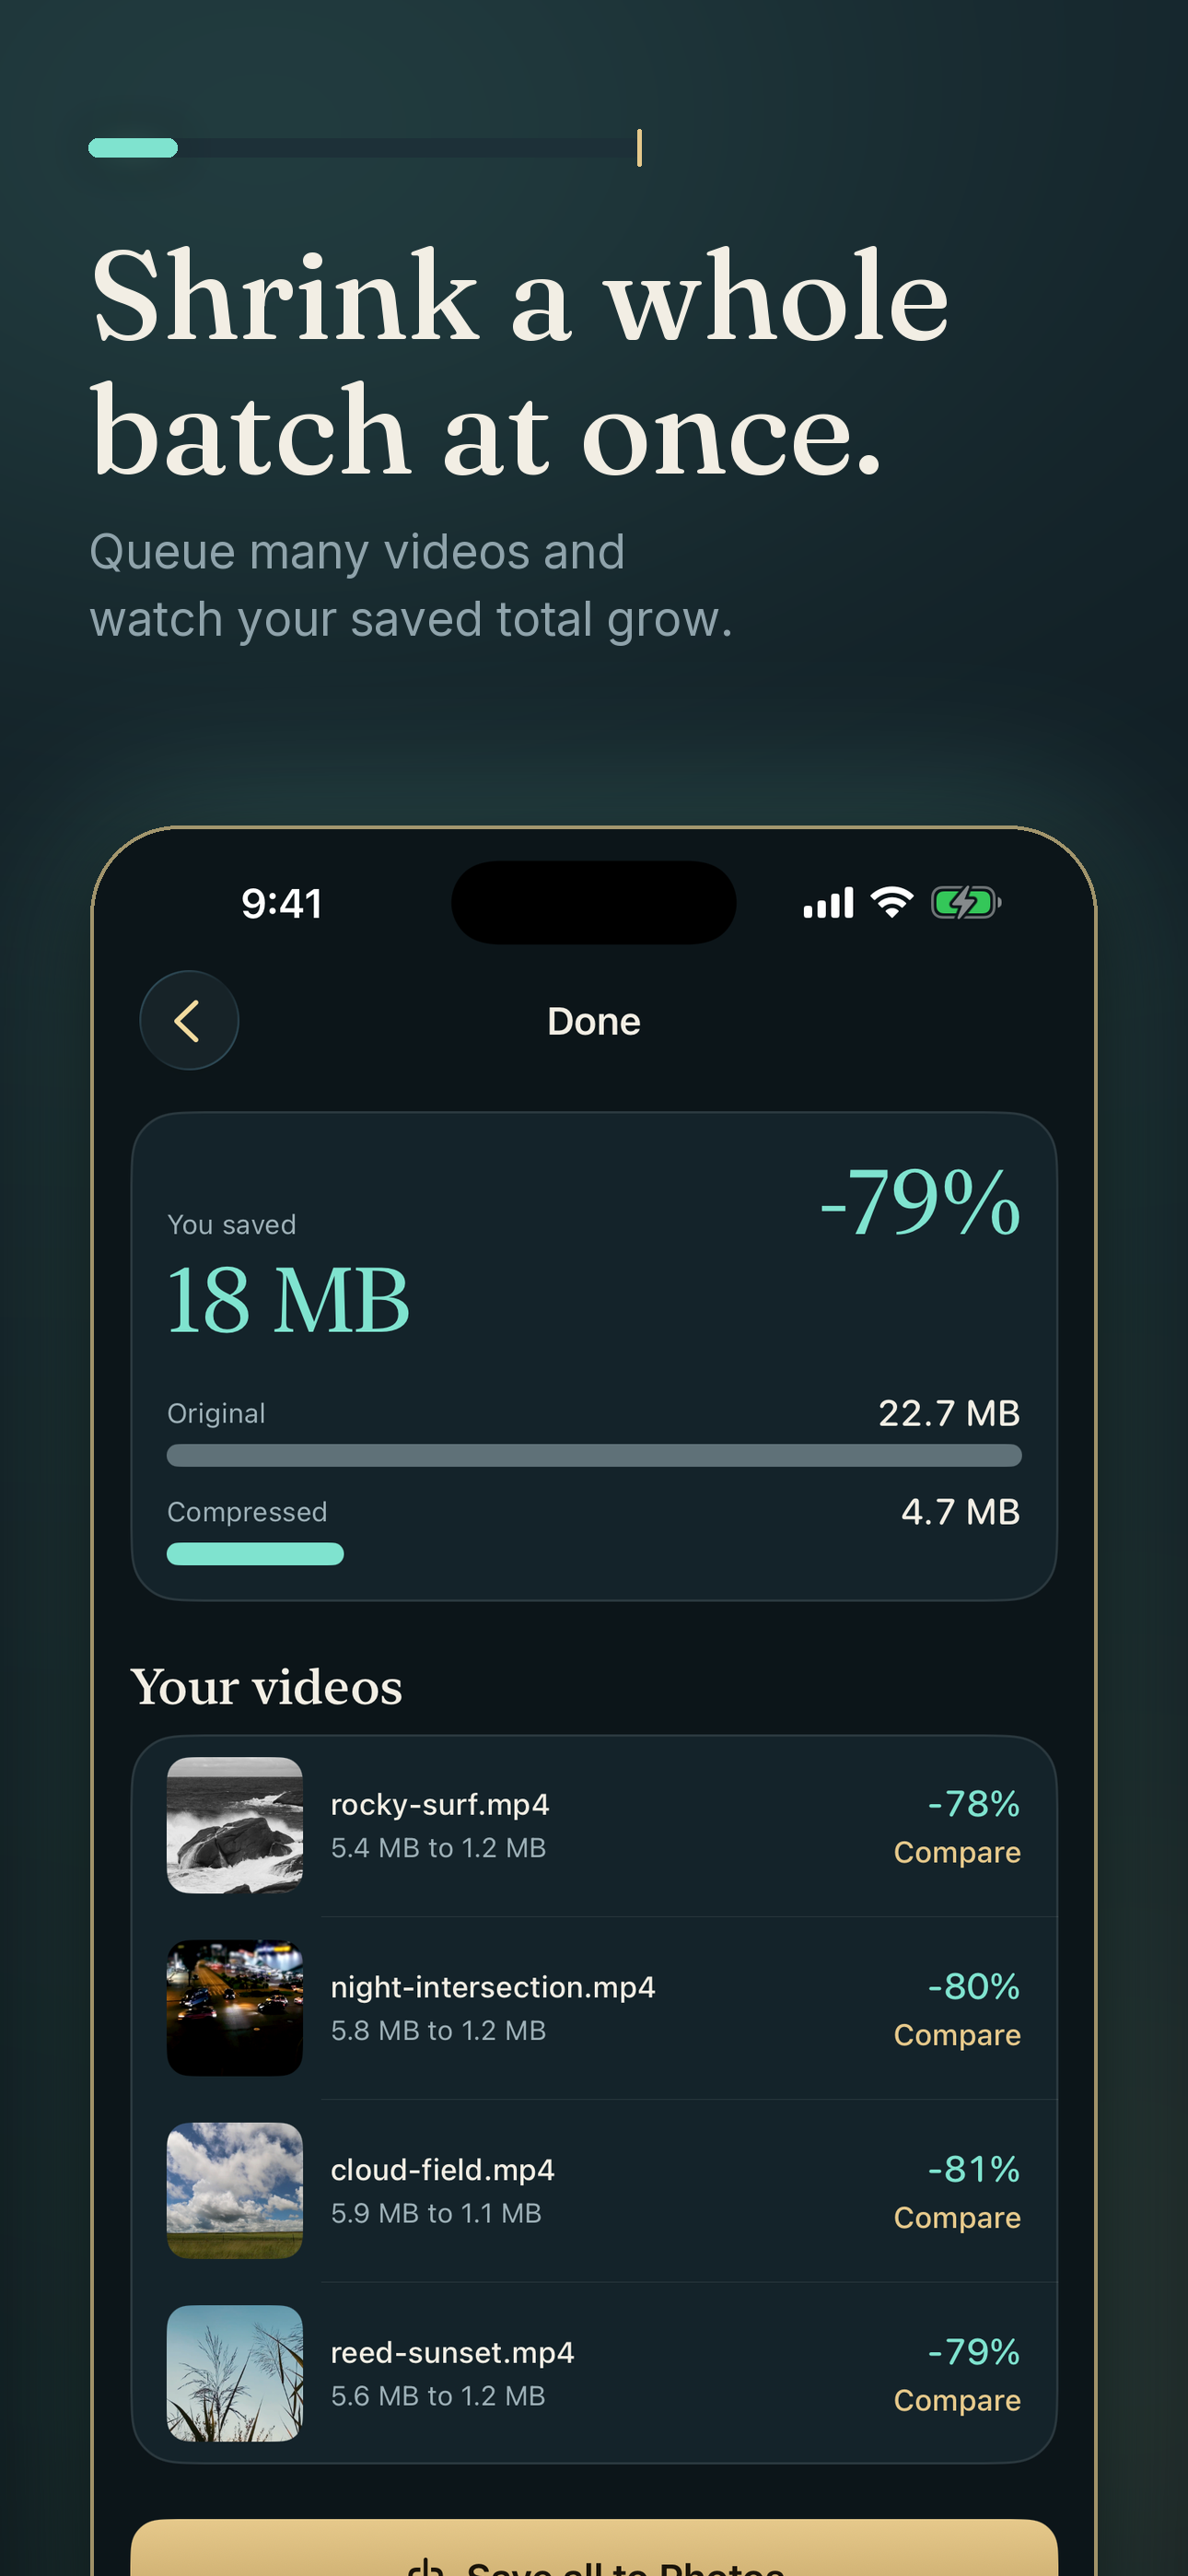 Shrink a whole
batch at once.
Queue many videos and
watch your saved total grow.
9:41
Done
You saved
-79%
18 MB
Original
22.7 MB
Compressed
4.7 MB
Your videos
rocky-surf.mp4
-78%
5.4 MB to 1.2 MB
Compare
night-intersection.mp4
-80%
5.8 MB to 1.2 MB
Compare
cloud-field.mp4
-81%
5.9 MB to 1.1 MB
Compare
reed-sunset.mp4
-79%
5.6 MB to 1.2 MB
Compare
Save all to Photos